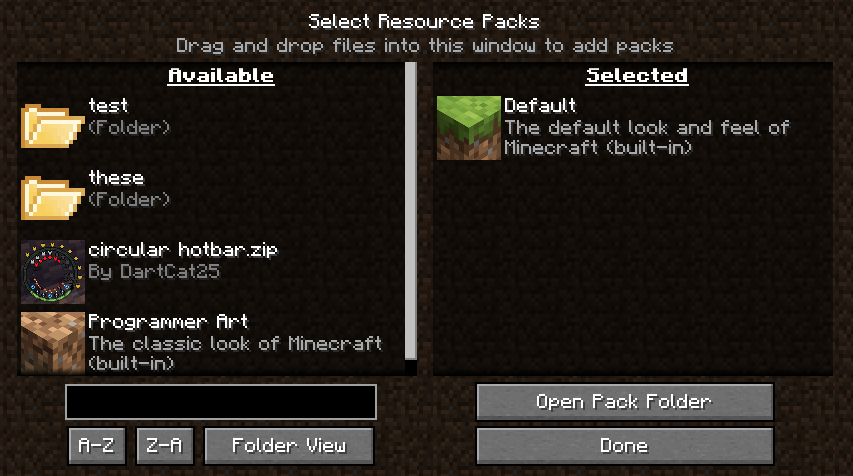 Select Resource Packs
Drag and drop files into this window to add packs
Available
test
(Folder)
these
(Folder)
circular hotbar.zip
By DartCat25
Programmer Art
The classic look of Minecraft
(built-in)
Selected
Default
The default look and feel of
Minecraft (built-in)
A-Z
Z-A
Folder View
Open Pack Folder
Done